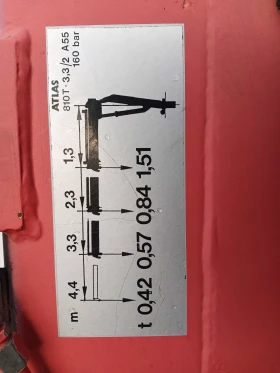 ATLAS
810T-3,3/2 A55
160 bar
m 4,4 3,3 2,3 1,3
t 0,42 0,57 0,84 1,51